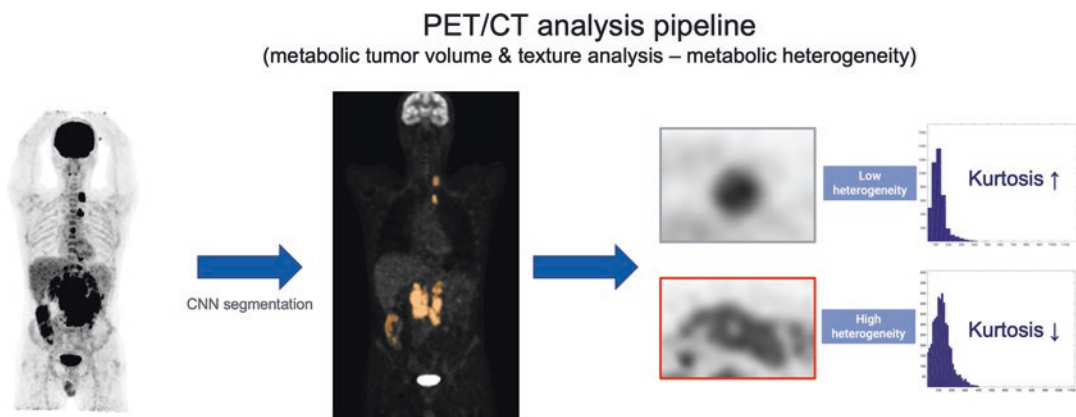 PET/CT analysis pipeline
(metabolic tumor volume & texture analysis – metabolic heterogeneity)
CNN segmentation
Low
heterogeneity
Kurtosis ↑
High
heterogeneity
Kurtosis ↓